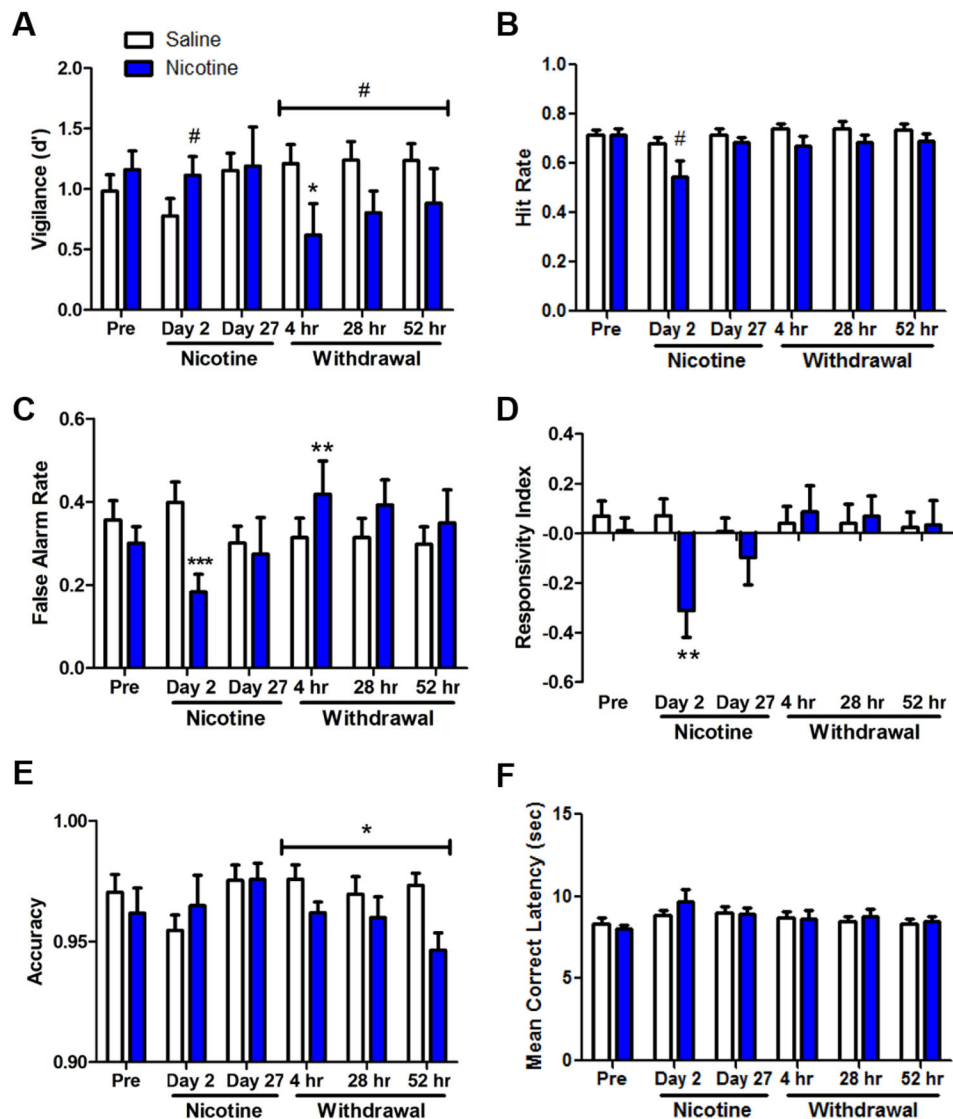 A
Saline
Nicotine
Vigilance (d')
2.0
1.5
1.0
0.5
0.0
#
#
*
Pre Day 2 Day 27 4 hr 28 hr 52 hr
Nicotine Withdrawal
B
Hit Rate
1.0
0.8
0.6
0.4
0.2
0.0
#
Pre Day 2 Day 27 4 hr 28 hr 52 hr
Nicotine Withdrawal
C
False Alarm Rate
0.6
0.4
0.2
0.0
***
**
Pre Day 2 Day 27 4 hr 28 hr 52 hr
Nicotine Withdrawal
D
Responsivity Index
0.4
0.2
-0.0
-0.2
-0.4
-0.6
**
Pre Day 2 Day 27 4 hr 28 hr 52 hr
Nicotine Withdrawal
E
Accuracy
1.00
0.95
0.90
*
Pre Day 2 Day 27 4 hr 28 hr 52 hr
Nicotine Withdrawal
F
Mean Correct Latency (sec)
15
10
5
0
Pre Day 2 Day 27 4 hr 28 hr 52 hr
Nicotine Withdrawal